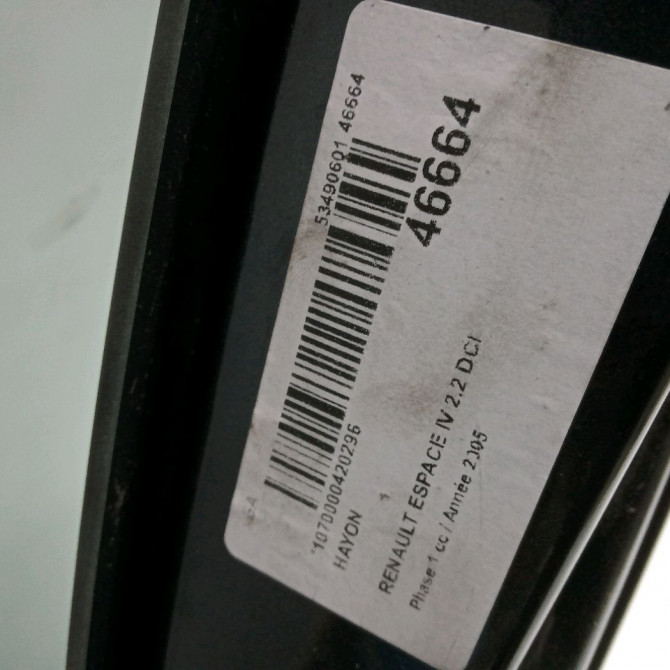 53490601 46664
46664
*1070000420296
HAYON
RENAULT ESPACE IV 2.2 DCI
Phase 1 cc / Année 2005